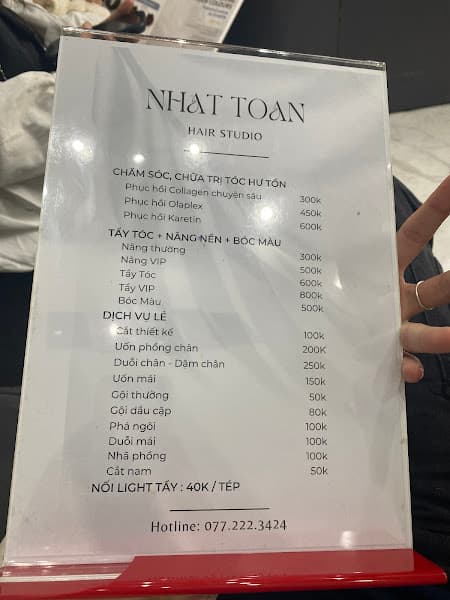 NHAT TOAN
HAIR STUDIO
CHĂM SÓC, CHỮA TRỊ TÓC HƯ TỔN
Phục hồi Collagen chuyên sâu 300k
Phục hồi Olaplex 450k
Phục hồi Karetin 600k
TẨY TÓC + NÂNG NỀN + BÓC MÀU
Nâng thường 300k
Nâng VIP 500k
Tẩy Tóc 600k
Tẩy VIP 800k
Bóc Màu 500k
DỊCH VỤ LẺ
Cắt thiết kế 100k
Uốn phồng chân 200K
Duỗi chân - Dặm chân 250k
Uốn mái 150k
Gội thường 50k
Gội dầu cặp 80k
Phá ngôi 100k
Duỗi mái 100k
Nhã phồng 100k
Cắt nam 50k
NỐI LIGHT TẨY : 40K / TÉP
Hotline: 077.222.3424